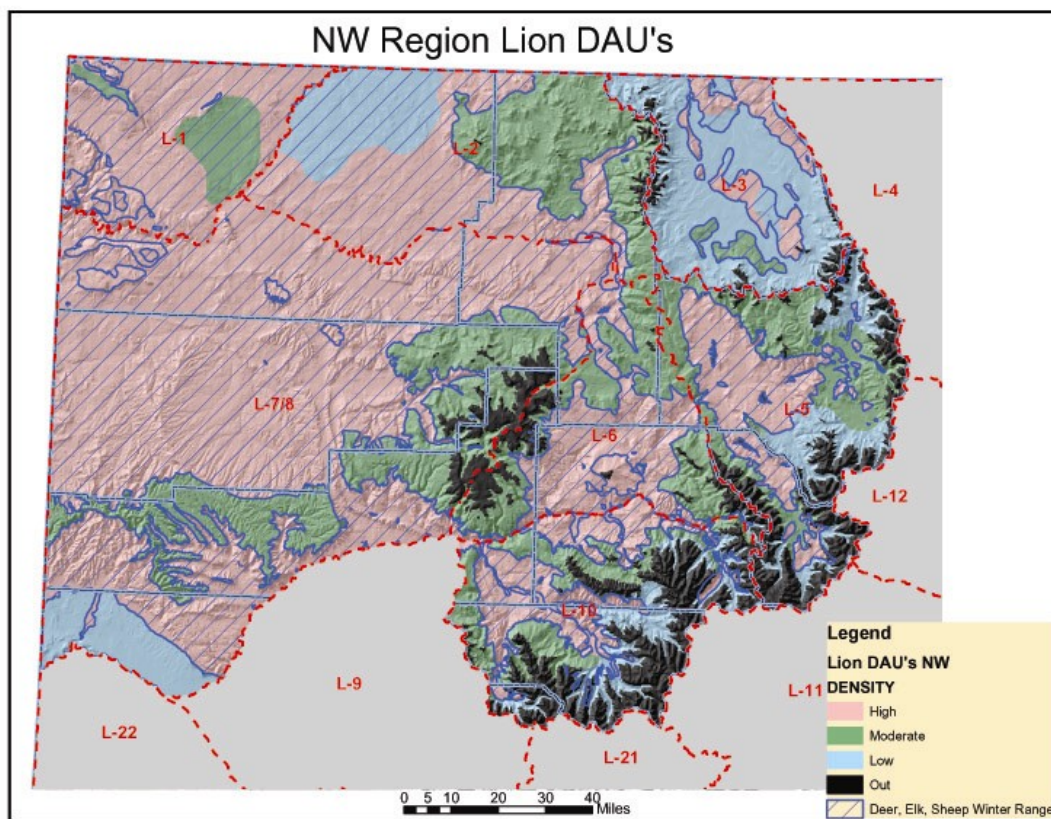 NW Region Lion DAU's
L-1
L-2
L-3
L-4
L-7/8
L-6
L-5
L-12
L-10
L-9
L-11
L-22
L-21
Legend
Lion DAU's NW
DENSITY
High
Moderate
Low
Out
Deer, Elk, Sheep Winter Range
0 5 10 20 30 40
Miles